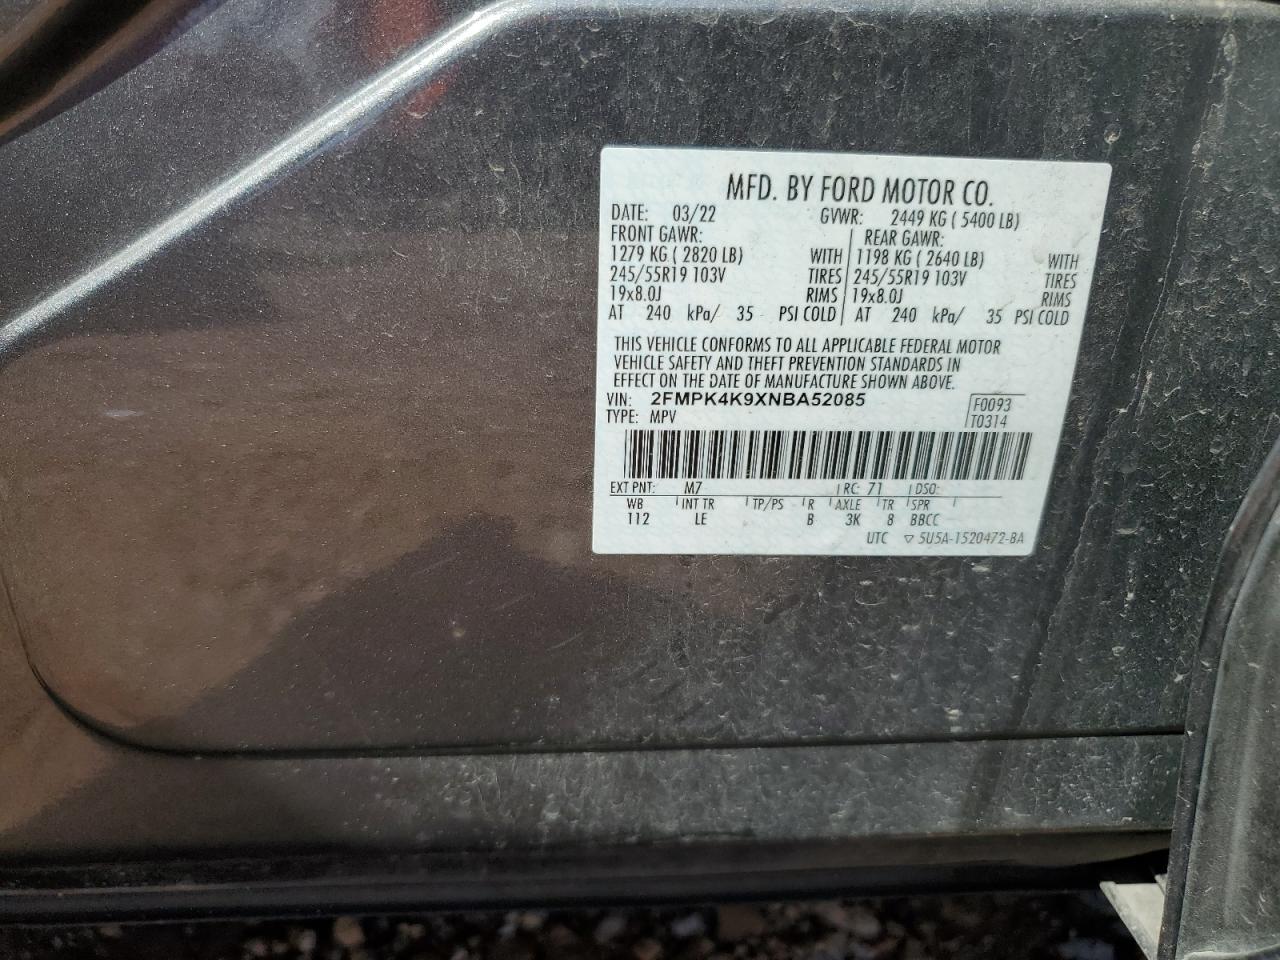 MFD. BY FORD MOTOR CO.
DATE: 03/22 GVWR: 2449 KG ( 5400 LB)
FRONT GAWR: REAR GAWR:
1279 KG ( 2820 LB) WITH 1198 KG ( 2640 LB) WITH
245/55R19 103V TIRES 245/55R19 103V TIRES
19x8.0J RIMS 19x8.0J RIMS
AT 240 kPa/ 35 PSI COLD AT 240 kPa/ 35 PSI COLD
THIS VEHICLE CONFORMS TO ALL APPLICABLE FEDERAL MOTOR
VEHICLE SAFETY AND THEFT PREVENTION STANDARDS IN
EFFECT ON THE DATE OF MANUFACTURE SHOWN ABOVE.
VIN: 2FMPK4K9XNBA52085 F0093
TYPE: MPV T0314
EXT PNT: M7 RC: 71 DSO:
WB INT TR TP/PS R AXLE TR SPR
112 LE B 3K 8 BBCC
UTC ▽ 5U5A-1520472-BA